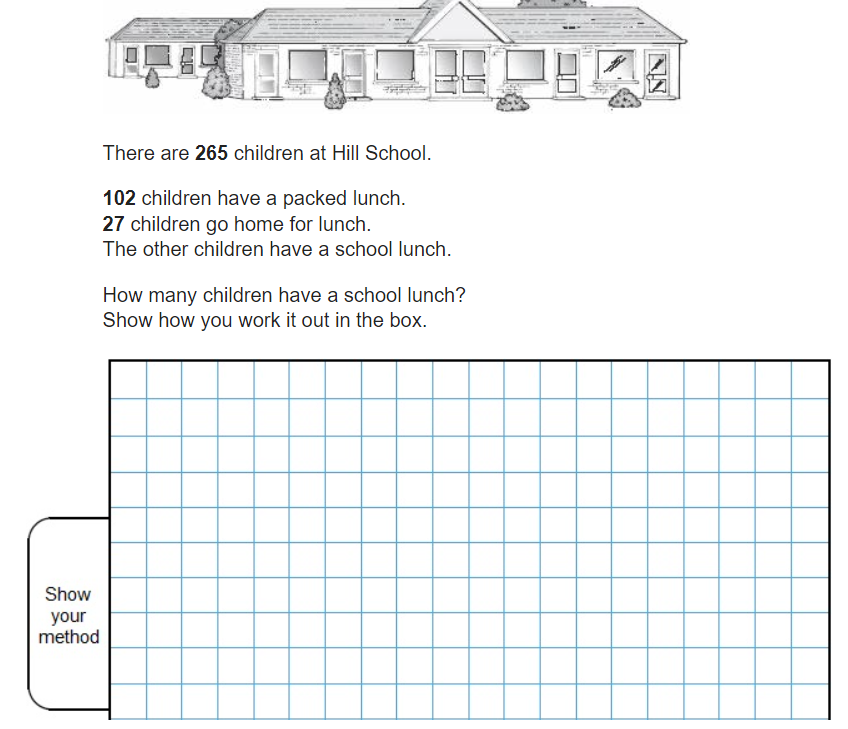 There are 265 children at Hill School.
102 children have a packed lunch.
27 children go home for lunch.
The other children have a school lunch.
How many children have a school lunch?
Show how you work it out in the box.
Show
your
method